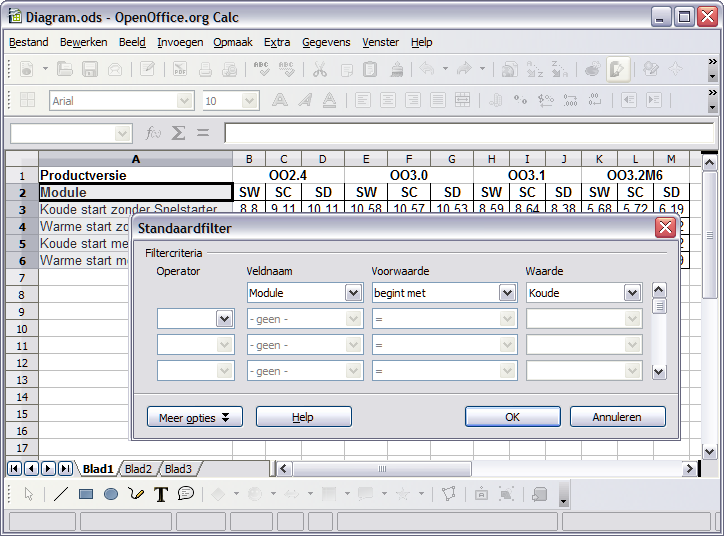 Diagram.ods - OpenOffice.org Calc
Bestand Bewerken Beeld Invoegen Opmaak Extra Gegevens Venster Help
Arial 10
A B C D E F G H I J K L M
1 Productversie OO2.4 OO3.0 OO3.1 OO3.2M6
2 Module SW SC SD SW SC SD SW SC SD SW SC SD
3 Koude start zonder Snelstarter 8,8 9,11 10,11 10,58 10,57 10,53 8,59 8,64 8,38 5,68 5,72 6,19
4 Warme start
5 Koude start
6 Warme start
7
8
9
10
11
12
13
14
15
16
17
Standaardfilter
Filtercriteria
Operator Veldnaam Voorwaarde Waarde
Module begint met Koude
- geen - =
- geen - =
- geen - =
Meer opties Help OK Annuleren
Blad1 Blad2 Blad3